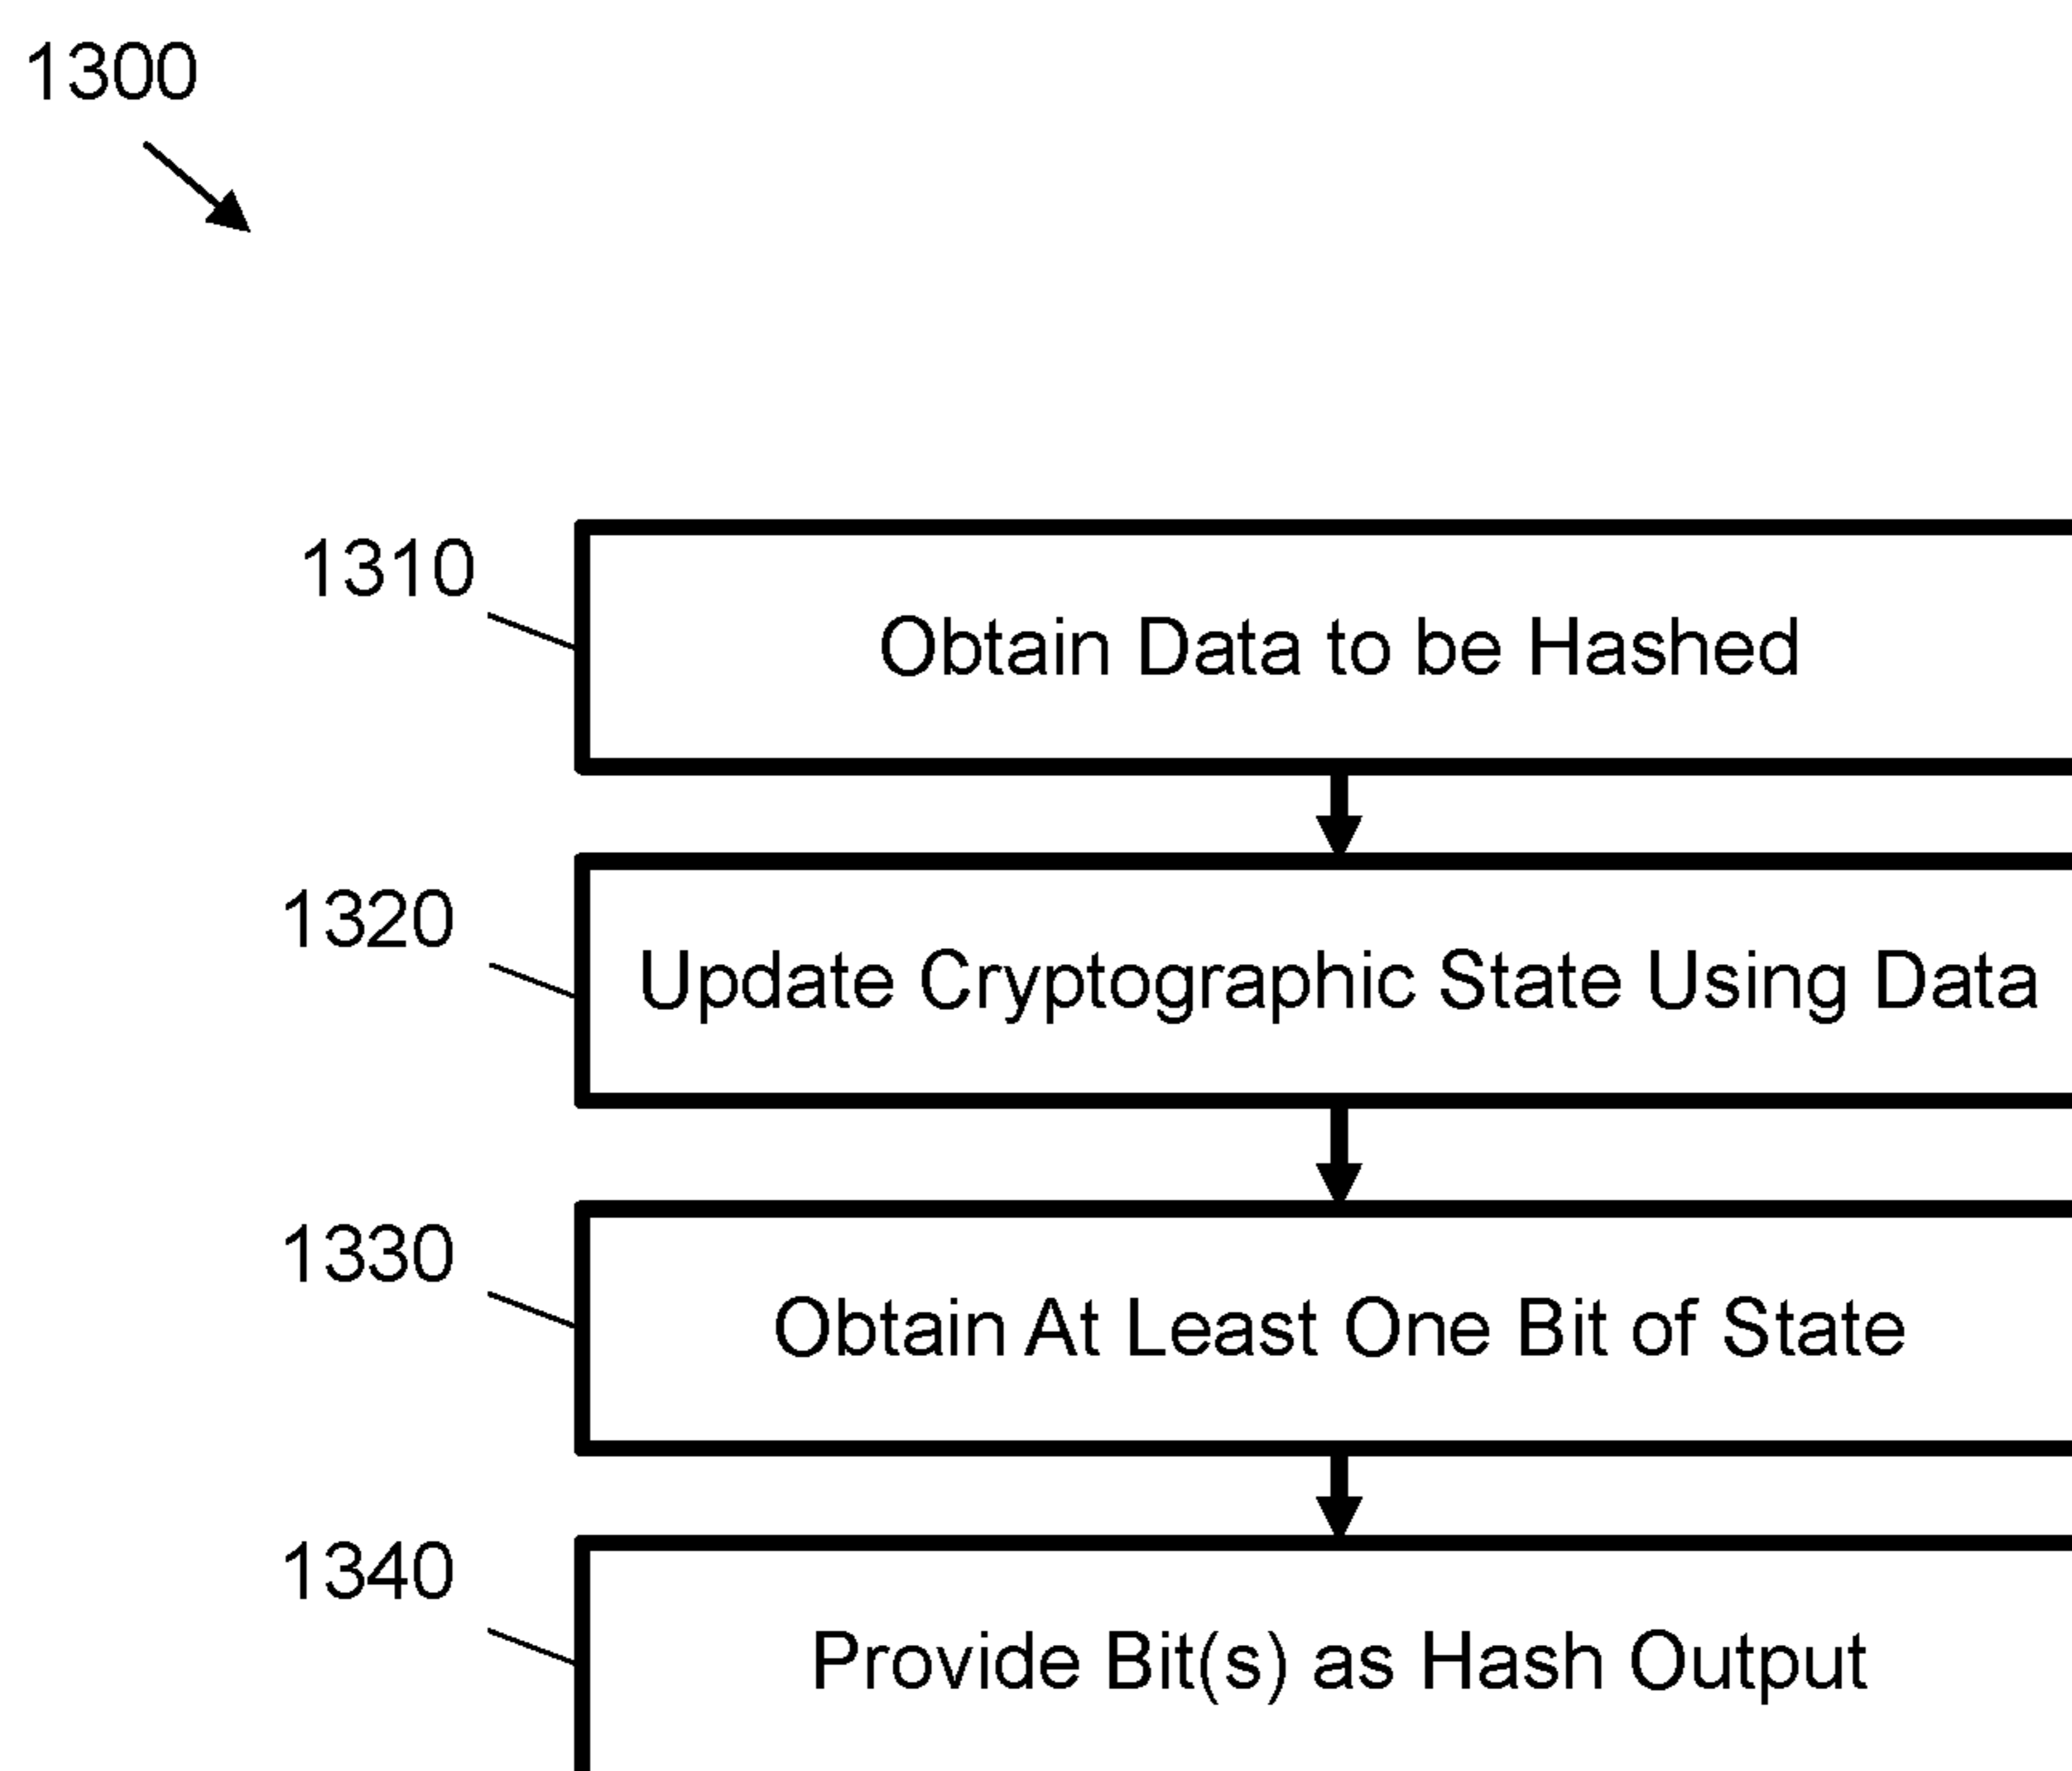 1300
1310
Obtain Data to be Hashed
1320
Update Cryptographic State Using Data
1330
Obtain At Least One Bit of State
1340
Provide Bit(s) as Hash Output